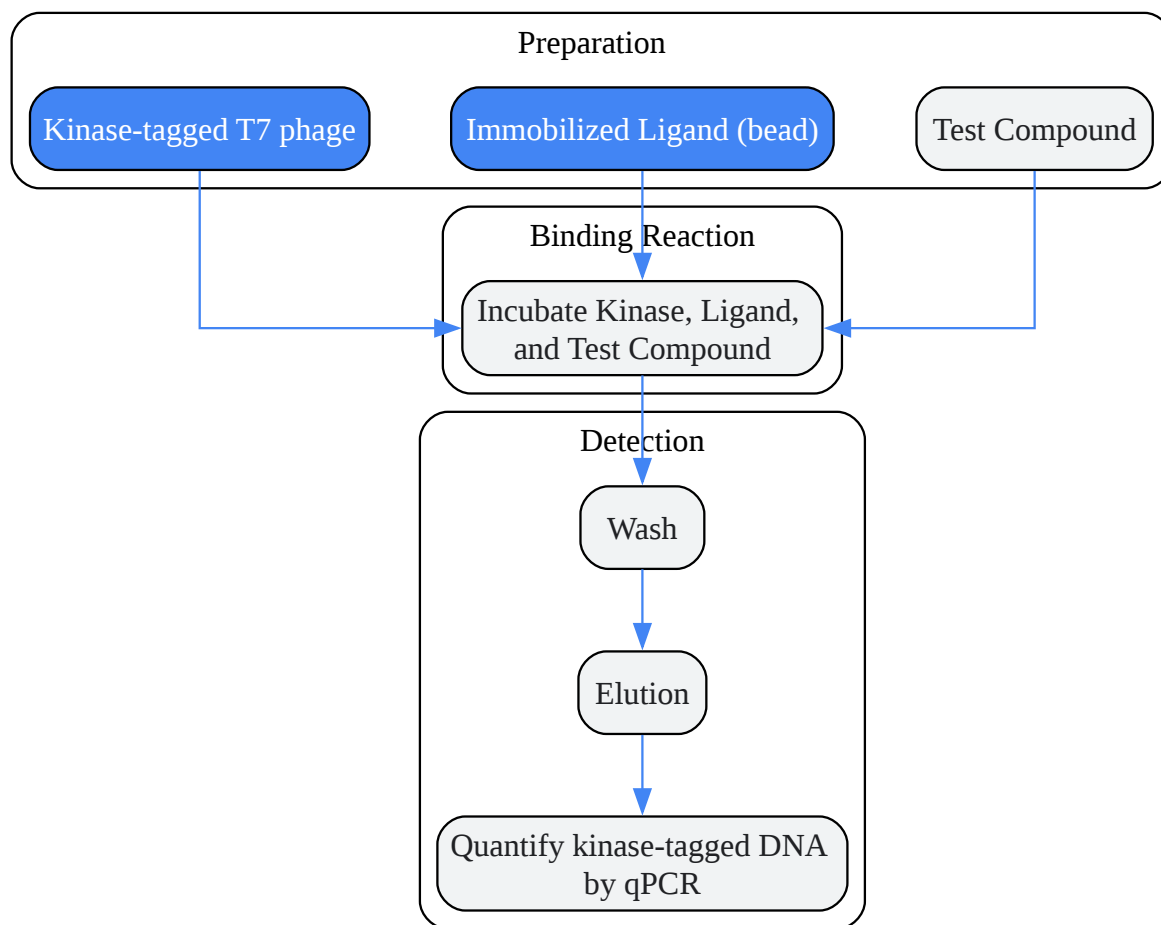 Preparation
Kinase-tagged T7 phage
Immobilized Ligand (bead)
Test Compound
Binding Reaction
Incubate Kinase, Ligand,
and Test Compound
Detection
Wash
Elution
Quantify kinase-tagged DNA
by qPCR